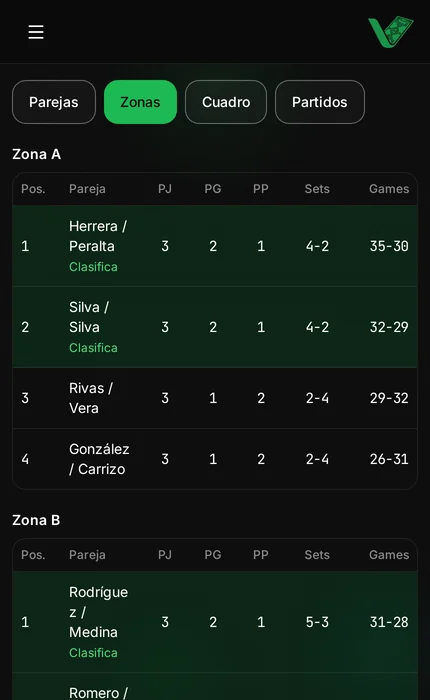 Parejas Zonas Cuadro Partidos
Zona A
Pos. Pareja PJ PG PP Sets Games
Herrera /
1 Peralta 3 2 1 4-2 35-30
Clasifica
Silva /
2 Silva 3 2 1 4-2 32-29
Clasifica
3 Rivas / 1 2 2-4 29-32
Vera
4 González 3 1 2 2-4 26-31
/ Carrizo
Zona B
Pos. Pareja PJ PG PP Sets Games
Rodrígue
z /
1 Medina 3 2 1 5-3 31-28
Clasifica
Romero /